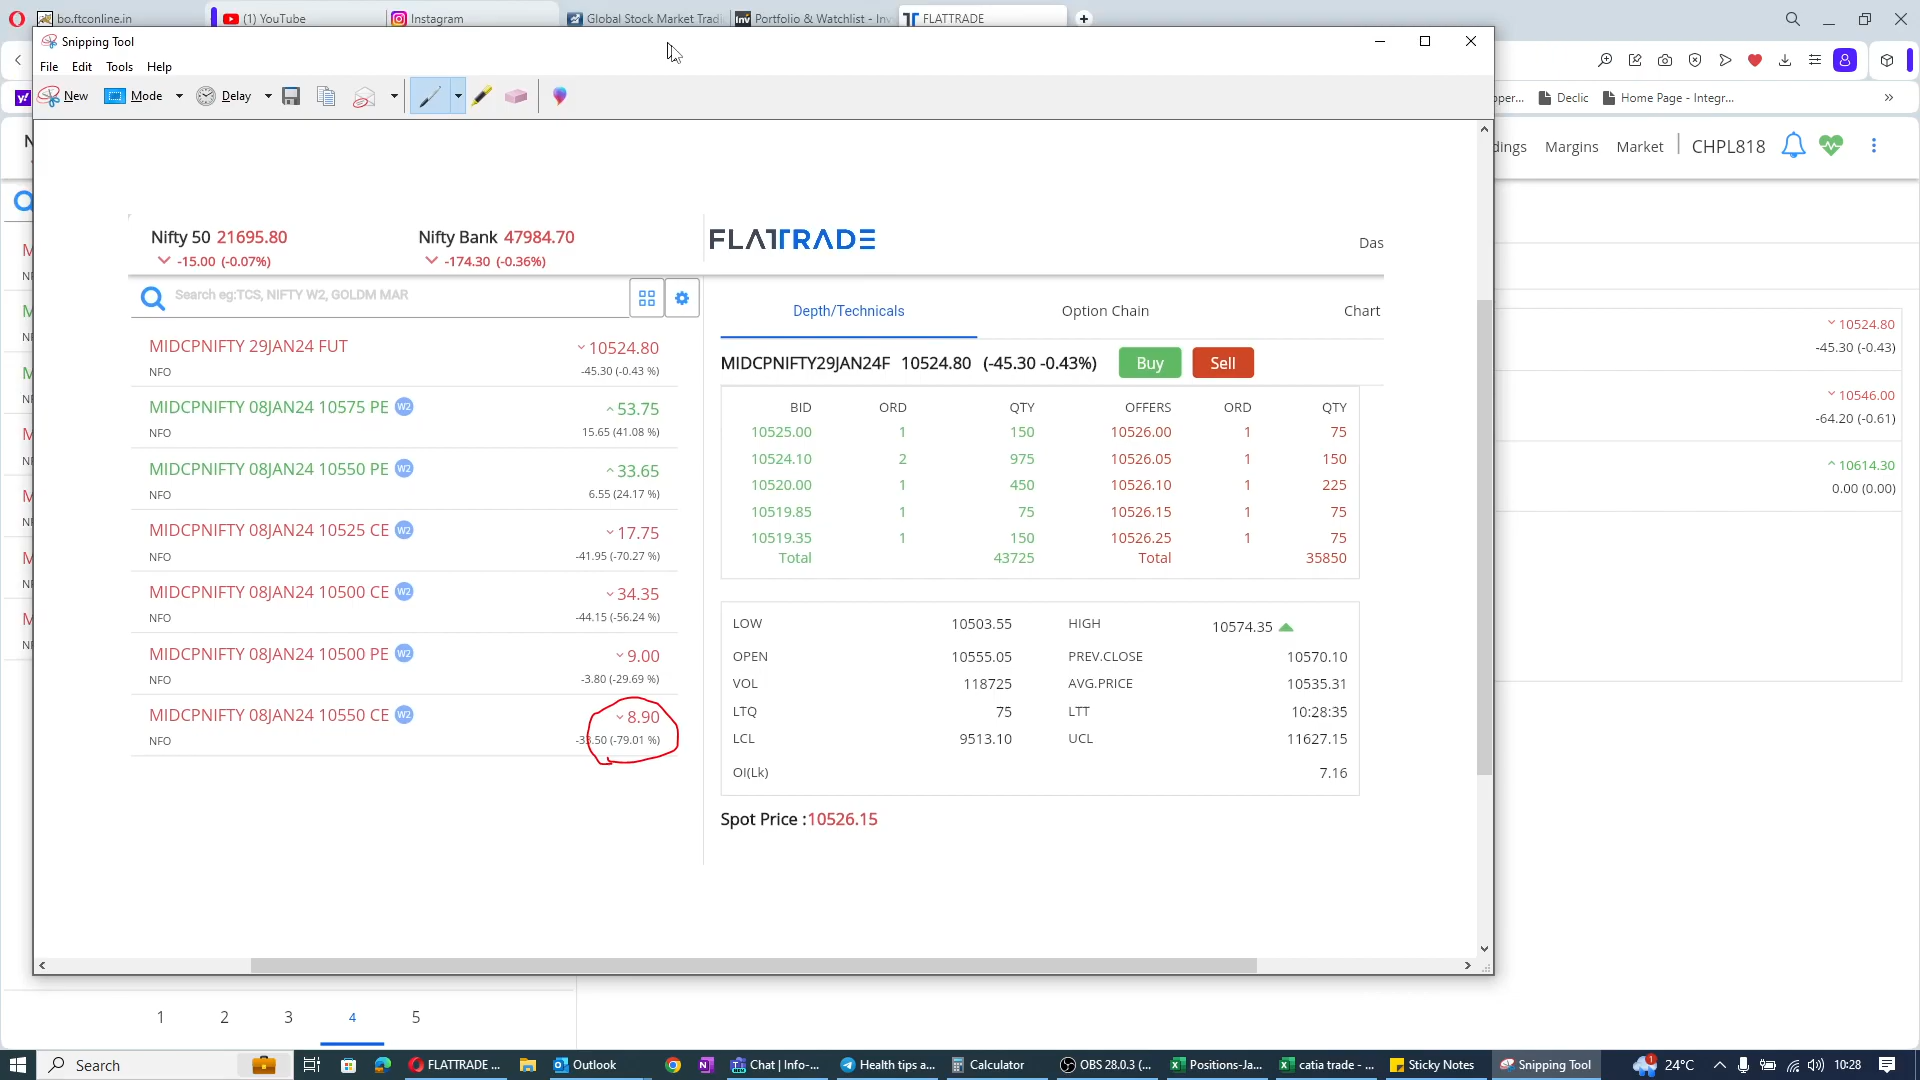 bo.ftconline.in
(1) YouTube
Instagram
Global Stock Market Tradi
Inv Portfolio & Watchlist - Inv
FLATTRADE
Snipping Tool
File Edit Tools Help
New Mode Delay
Declic
Home Page - Integr...
dings Margins Market CHPL818
Nifty 50 21695.80
-15.00 (-0.07%)
Nifty Bank 47984.70
-174.30 (-0.36%)
FLATTRADE
Das
Search eg:TCS, NIFTY W2, GOLDM MAR
MIDCPNIFTY 29JAN24 FUT 10524.80
NFO -45.30 (-0.43 %)
MIDCPNIFTY 08JAN24 10575 PE W2 53.75
NFO 15.65 (41.08 %)
MIDCPNIFTY 08JAN24 10550 PE W2 33.65
NFO 6.55 (24.17 %)
MIDCPNIFTY 08JAN24 10525 CE W2 17.75
NFO -41.95 (-70.27 %)
MIDCPNIFTY 08JAN24 10500 CE W2 34.35
NFO -44.15 (-56.24 %)
MIDCPNIFTY 08JAN24 10500 PE W2 9.00
NFO -3.80 (-29.69 %)
MIDCPNIFTY 08JAN24 10550 CE W2 8.90
NFO -33.50 (-79.01 %)
Depth/Technicals Option Chain Chart
MIDCPNIFTY29JAN24F 10524.80 (-45.30 -0.43%) Buy Sell
BID ORD QTY OFFERS ORD QTY
10525.00 1 150 10526.00 1 75
10524.10 2 975 10526.05 1 150
10520.00 1 450 10526.10 1 225
10519.85 1 75 10526.15 1 75
10519.35 1 150 10526.25 1 75
Total 43725 Total 35850
LOW 10503.55 HIGH 10574.35
OPEN 10555.05 PREV.CLOSE 10570.10
VOL 118725 AVG.PRICE 10535.31
LTQ 75 LTT 10:28:35
LCL 9513.10 UCL 11627.15
OI(Lk) 7.16
Spot Price :10526.15
10524.80
-45.30 (-0.43)
10546.00
-64.20 (-0.61)
10614.30
0.00 (0.00)
1 2 3 4 5
Search
FLATTRADE ...
Outlook
Chat | Info-...
Health tips a...
Calculator
OBS 28.0.3 (...
Positions-Ja...
catia trade - ...
Sticky Notes
Snipping Tool
1
24°C
10:28